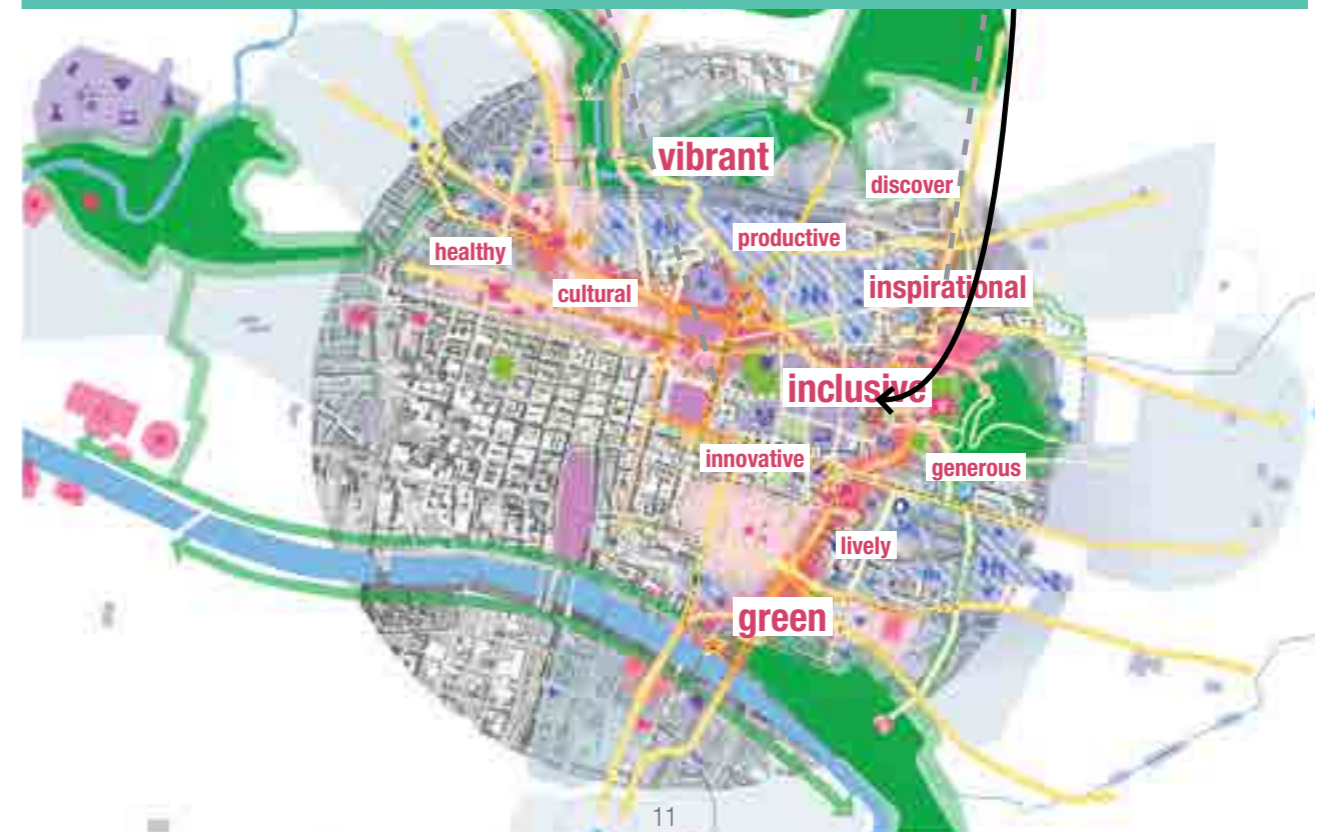 vibrant
discover
productive
healthy
inspirational
cultural
inclusive
innovative
generous
lively
green
11